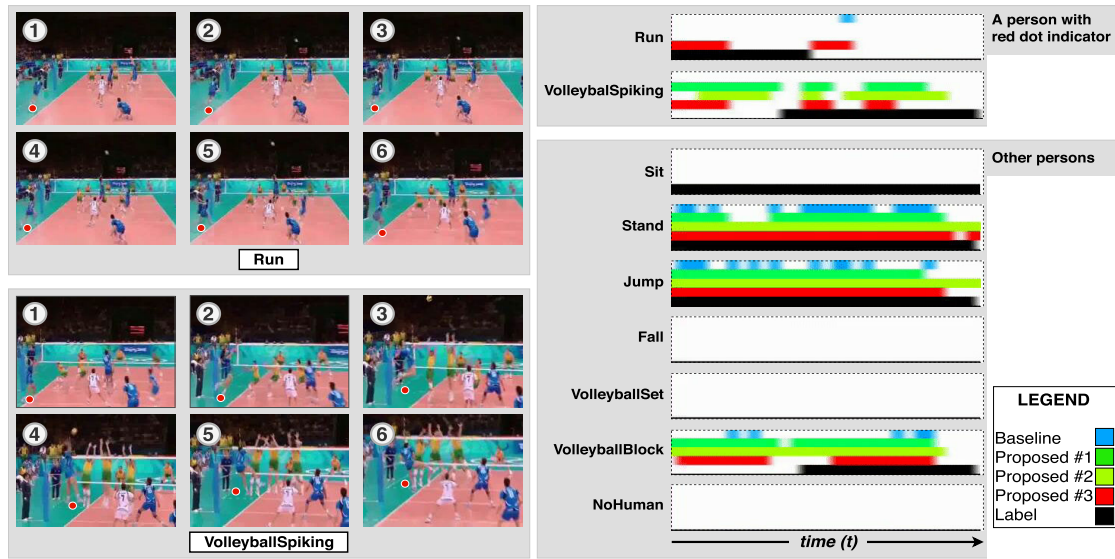 1
2
3
4
5
6
Run
1
2
3
4
5
6
VolleyballSpiking
Run
VolleybalSpiking
A person with
red dot indicator
Other persons
Sit
Stand
Jump
Fall
VolleyballSet
VolleyballBlock
NoHuman
time (t)
LEGEND
Baseline
Proposed #1
Proposed #2
Proposed #3
Label